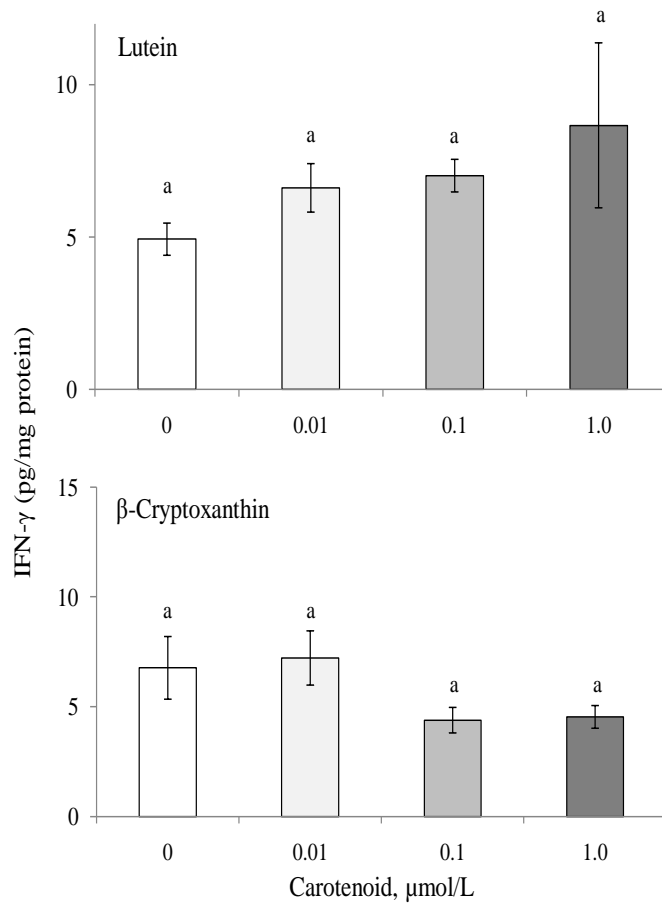 Lutein
a
a
a
a
10
5
0
0 0.01 0.1 1.0
IFN-γ (pg/mg protein)
15
β-Cryptoxanthin
10
a
a
a
a
5
0
0 0.01 0.1 1.0
Carotenoid, μmol/L